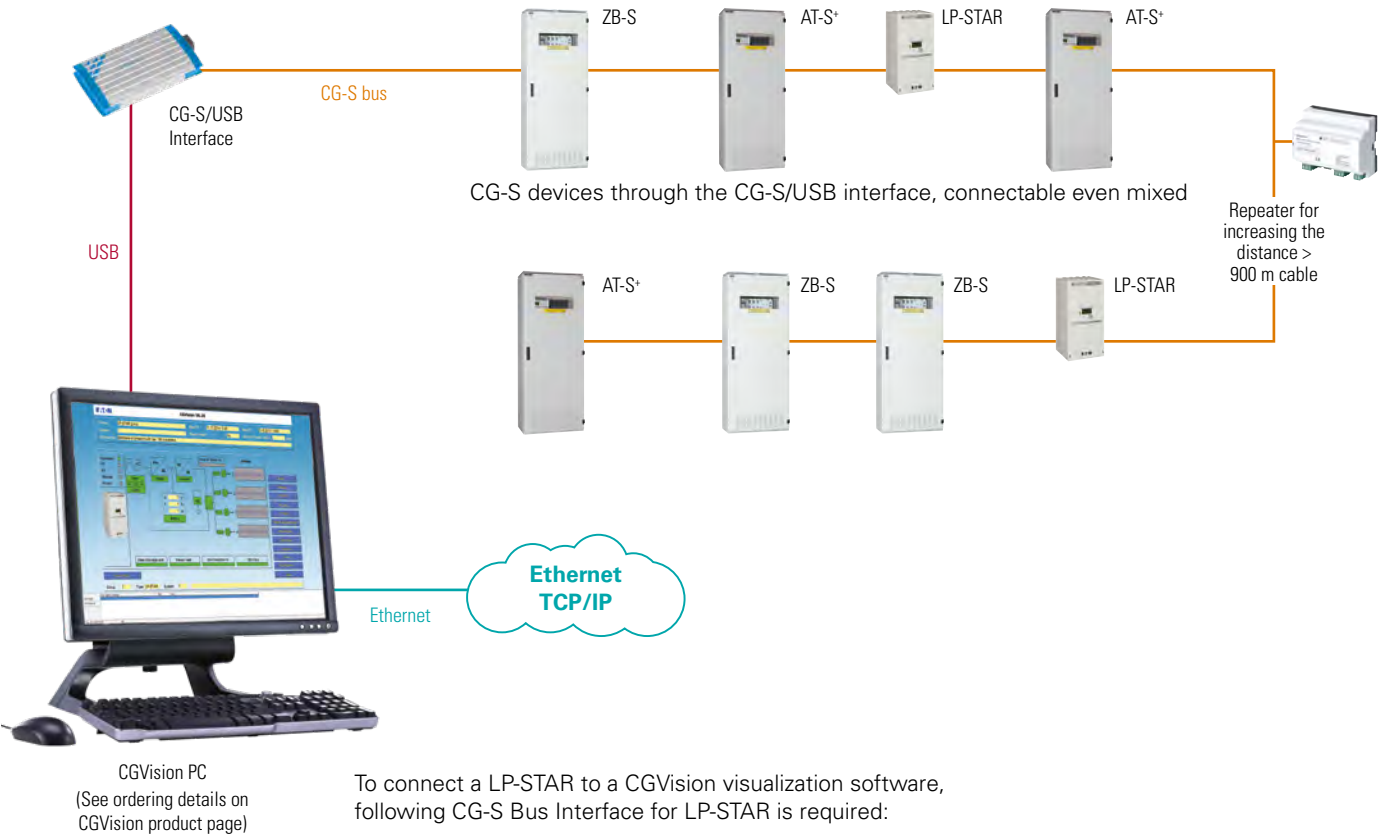 ZB-S
AT-S+
LP-STAR
AT-S+
CG-S bus
CG-S/USB
Interface
CG-S devices through the CG-S/USB interface, connectable even mixed
Repeater for
increasing the
distance >
900 m cable
USB
AT-S+
ZB-S
ZB-S
LP-STAR
Ethernet
TCP/IP
Ethernet
CGVision PC
(See ordering details on
CGVision product page)
To connect a LP-STAR to a CGVision visualization software,
following CG-S Bus Interface for LP-STAR is required: